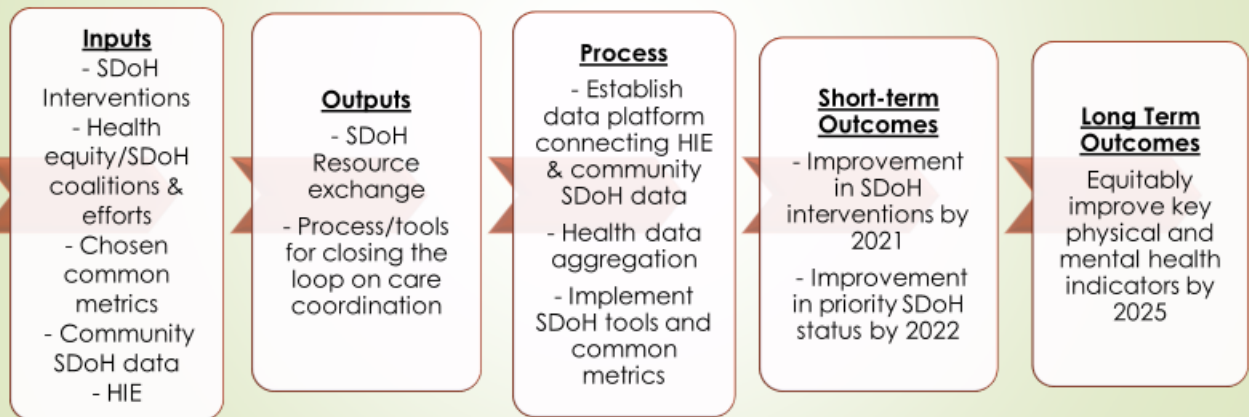 Inputs
- SDoH
Interventions
- Health
equity/SDoH
coalitions &
efforts
- Chosen
common
metrics
- Community
SDoH data
- HIE
Outputs
- SDoH
Resource
exchange
- Process/tools
for closing the
loop on care
coordination
Process
- Establish
data platform
connecting HIE
& community
SDoH data
- Health data
aggregation
- Implement
SDoH tools and
common
metrics
Short-term
Outcomes
- Improvement
in SDoH
interventions by
2021
- Improvement
in priority SDoH
status by 2022
Long Term
Outcomes
Equitably
improve key
physical and
mental health
indicators by
2025